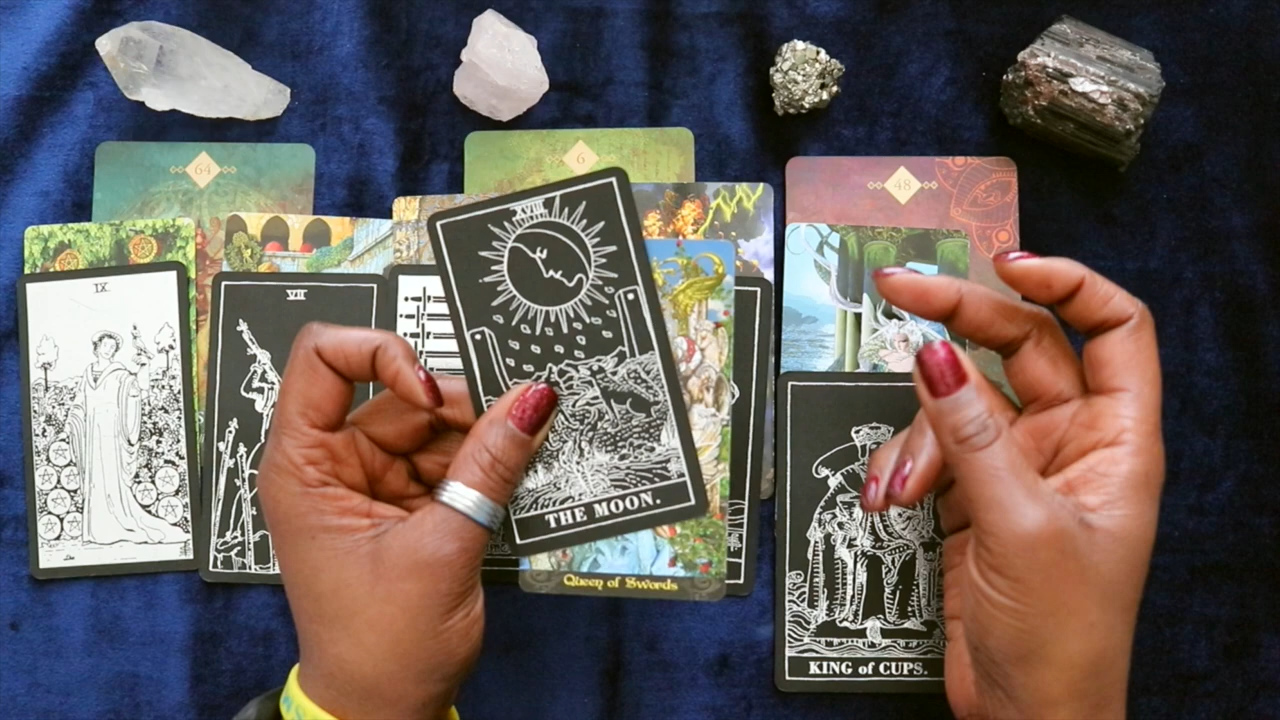 64
6
48
XVIII
IX
VII
THE MOON.
Queen of Swords
KING of CUPS.